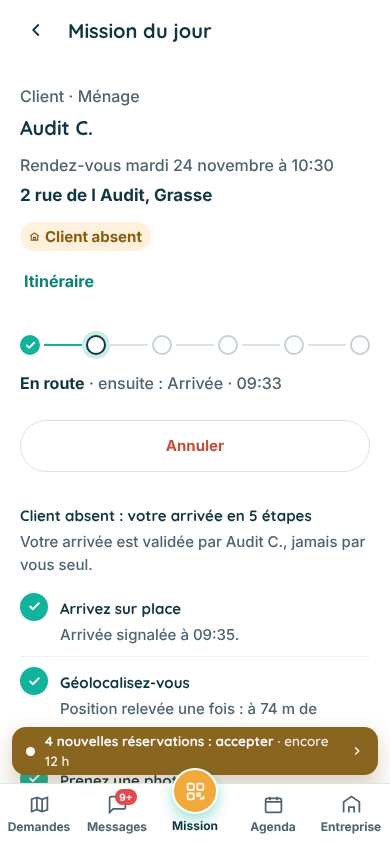 Mission du jour
Client · Ménage
Audit C.
Rendez-vous mardi 24 novembre à 10:30
2 rue de l Audit, Grasse
Client absent
Itinéraire
En route · ensuite : Arrivée · 09:33
Annuler
Client absent : votre arrivée en 5 étapes
Votre arrivée est validée par Audit C., jamais par
vous seul.
Arrivez sur place
Arrivée signalée à 09:35.
Géolocalisez-vous
Position relevée une fois : à 74 m de
4 nouvelles réservations : accepter · encore
12 h
Prenez une phot
9+
Demandes
Messages
Mission
Agenda
Entreprise